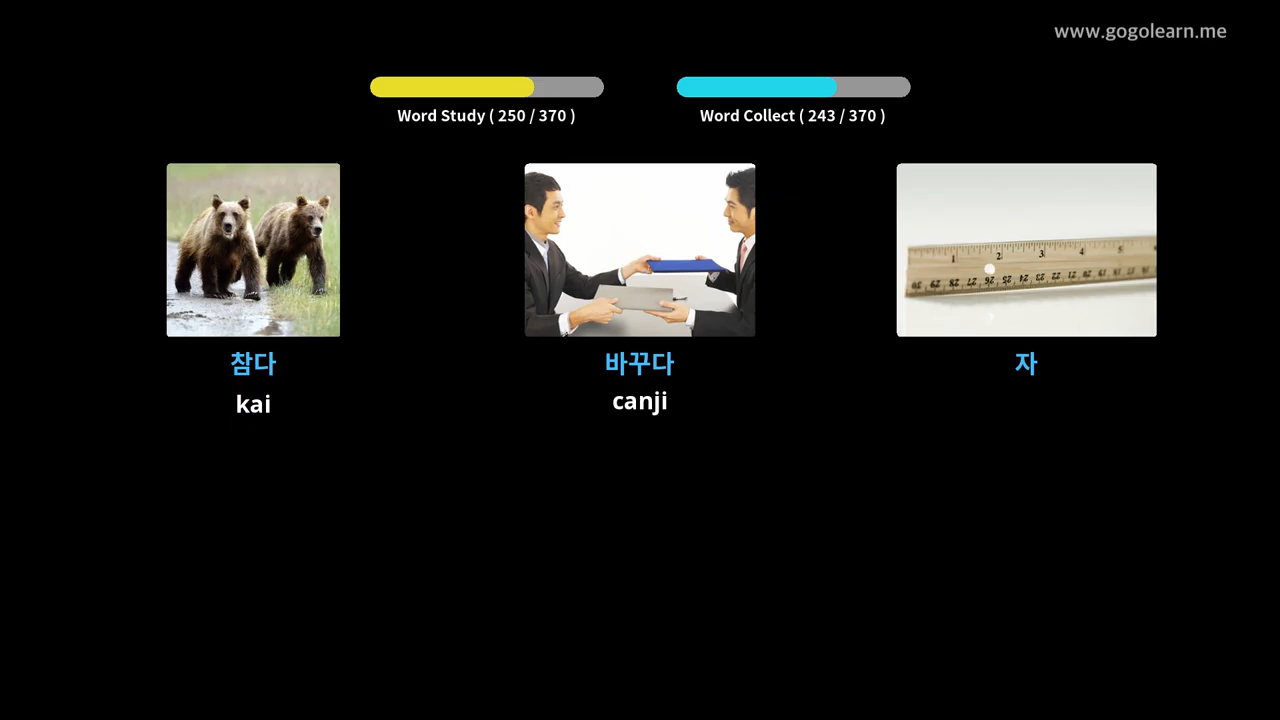 www.gogolearn.me
Word Study ( 250 / 370 )
Word Collect ( 243 / 370 )
참다
바꾸다
자
kai
canji